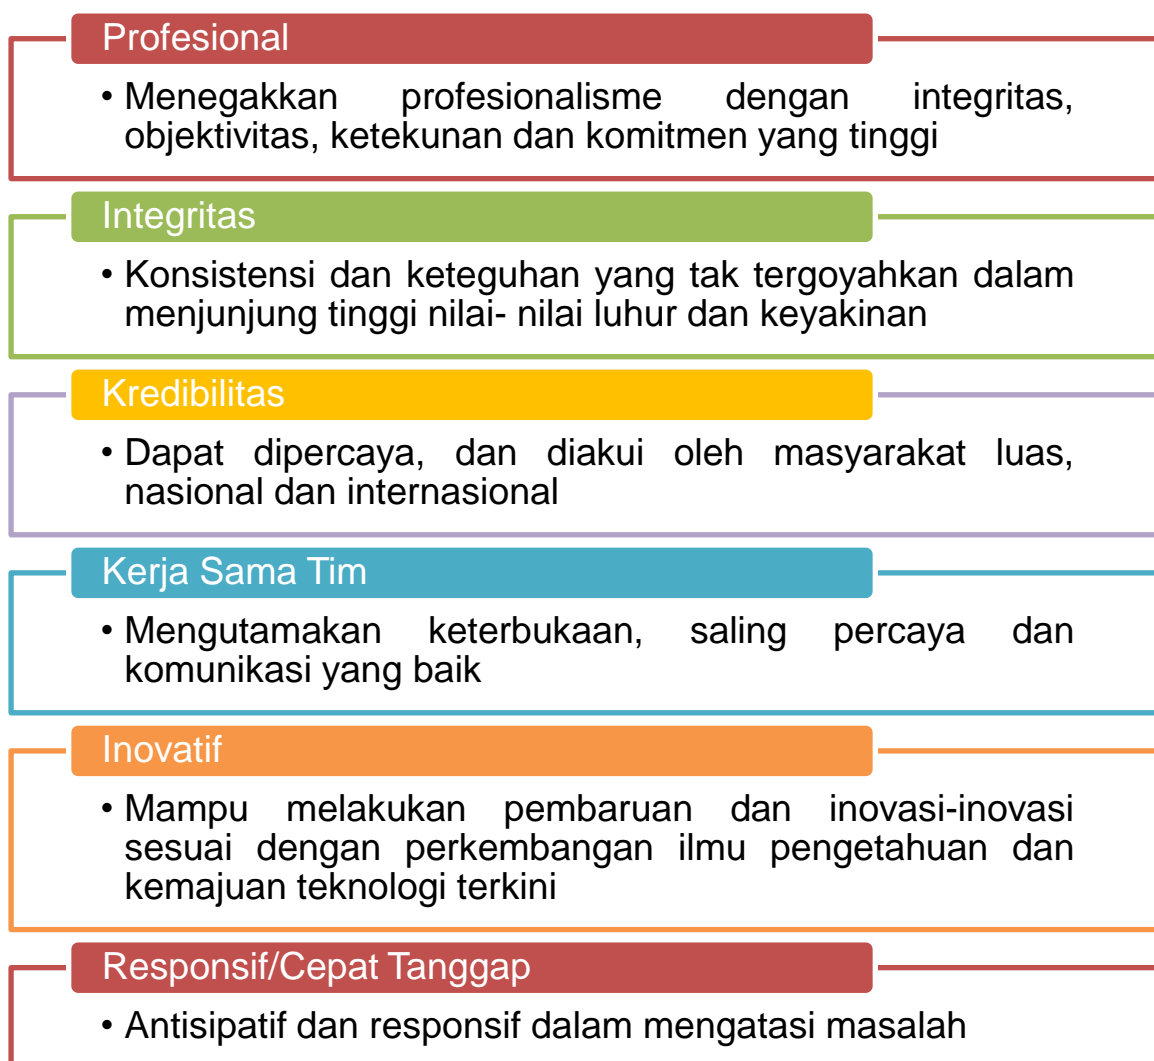 Profesional
• Menegakkan profesionalisme dengan integritas,
objektivitas, ketekunan dan komitmen yang tinggi
Integritas
• Konsistensi dan keteguhan yang tak tergoyahkan dalam
menjunjung tinggi nilai- nilai luhur dan keyakinan
Kredibilitas
• Dapat dipercaya, dan diakui oleh masyarakat luas,
nasional dan internasional
Kerja Sama Tim
• Mengutamakan keterbukaan, saling percaya dan
komunikasi yang baik
Inovatif
• Mampu melakukan pembaruan dan inovasi-inovasi
sesuai dengan perkembangan ilmu pengetahuan dan
kemajuan teknologi terkini
Responsif/Cepat Tanggap
• Antisipatif dan responsif dalam mengatasi masalah